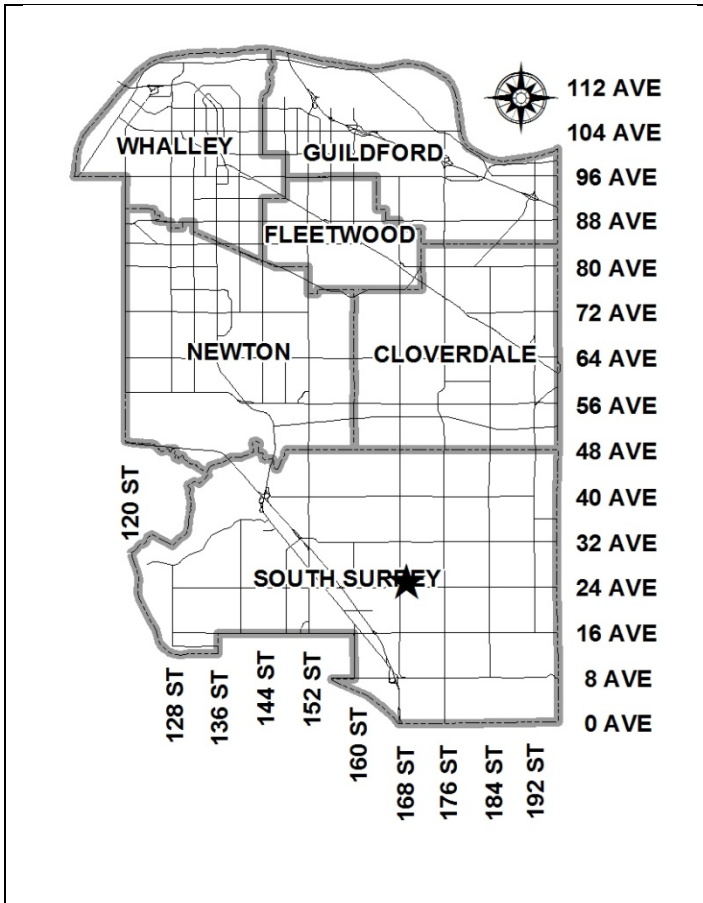 112 AVE
104 AVE
WHALLEY
GUILDFORD
96 AVE
88 AVE
FLEETWOOD
80 AVE
72 AVE
NEWTON
CLOVERDALE
64 AVE
56 AVE
48 AVE
120 ST
40 AVE
32 AVE
SOUTH SURREY
24 AVE
16 AVE
8 AVE
0 AVE
128 ST
136 ST
144 ST
152 ST
160 ST
168 ST
176 ST
184 ST
192 ST